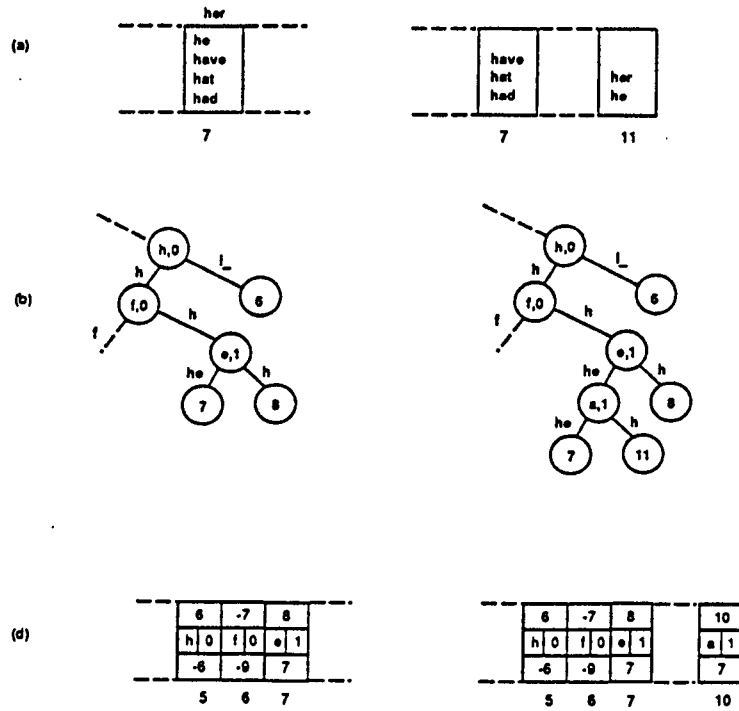 her
(a)
he
have
hat
had
7
have
hat
had
her
he
7 11
(b)
h,0
h i_
f,0 6
f h
e,1
he h
7 8
h,0
h i_
f,0 6
f h
e,1
he h
a,1 8
he h
7 11
(d)
6 -7 8
h 0 f 0 e 1
-6 -9 7
5 6 7
6 -7 8 10
h 0 f 0 e 1 a 1
-6 -9 7 7
5 6 7 10